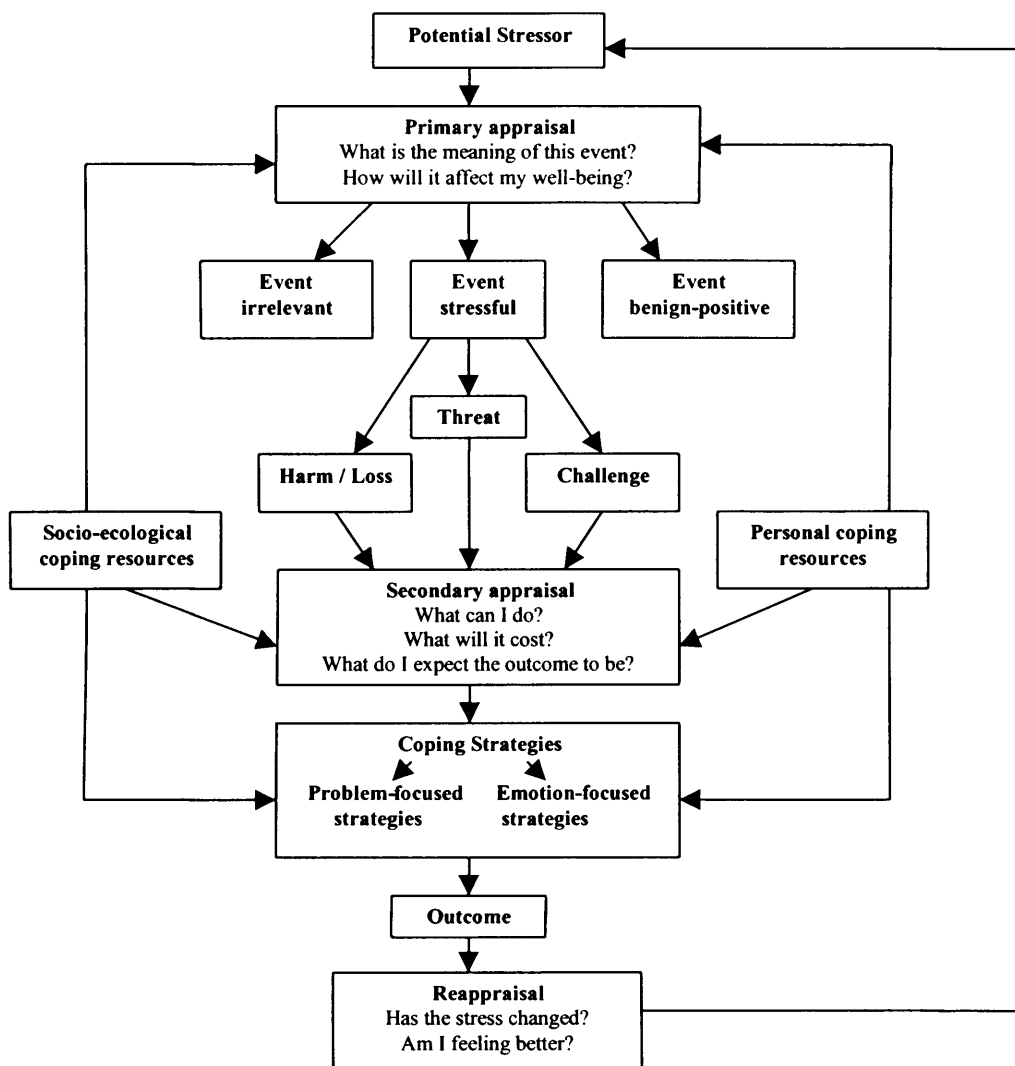 Potential Stressor
Primary appraisal
What is the meaning of this event?
How will it affect my well-being?
Event
irrelevant
Event
stressful
Event
benign-positive
Threat
Harm / Loss
Challenge
Socio-ecological
coping resources
Personal coping
resources
Secondary appraisal
What can I do?
What will it cost?
What do I expect the outcome to be?
Coping Strategies
Problem-focused
strategies
Emotion-focused
strategies
Outcome
Reappraisal
Has the stress changed?
Am I feeling better?